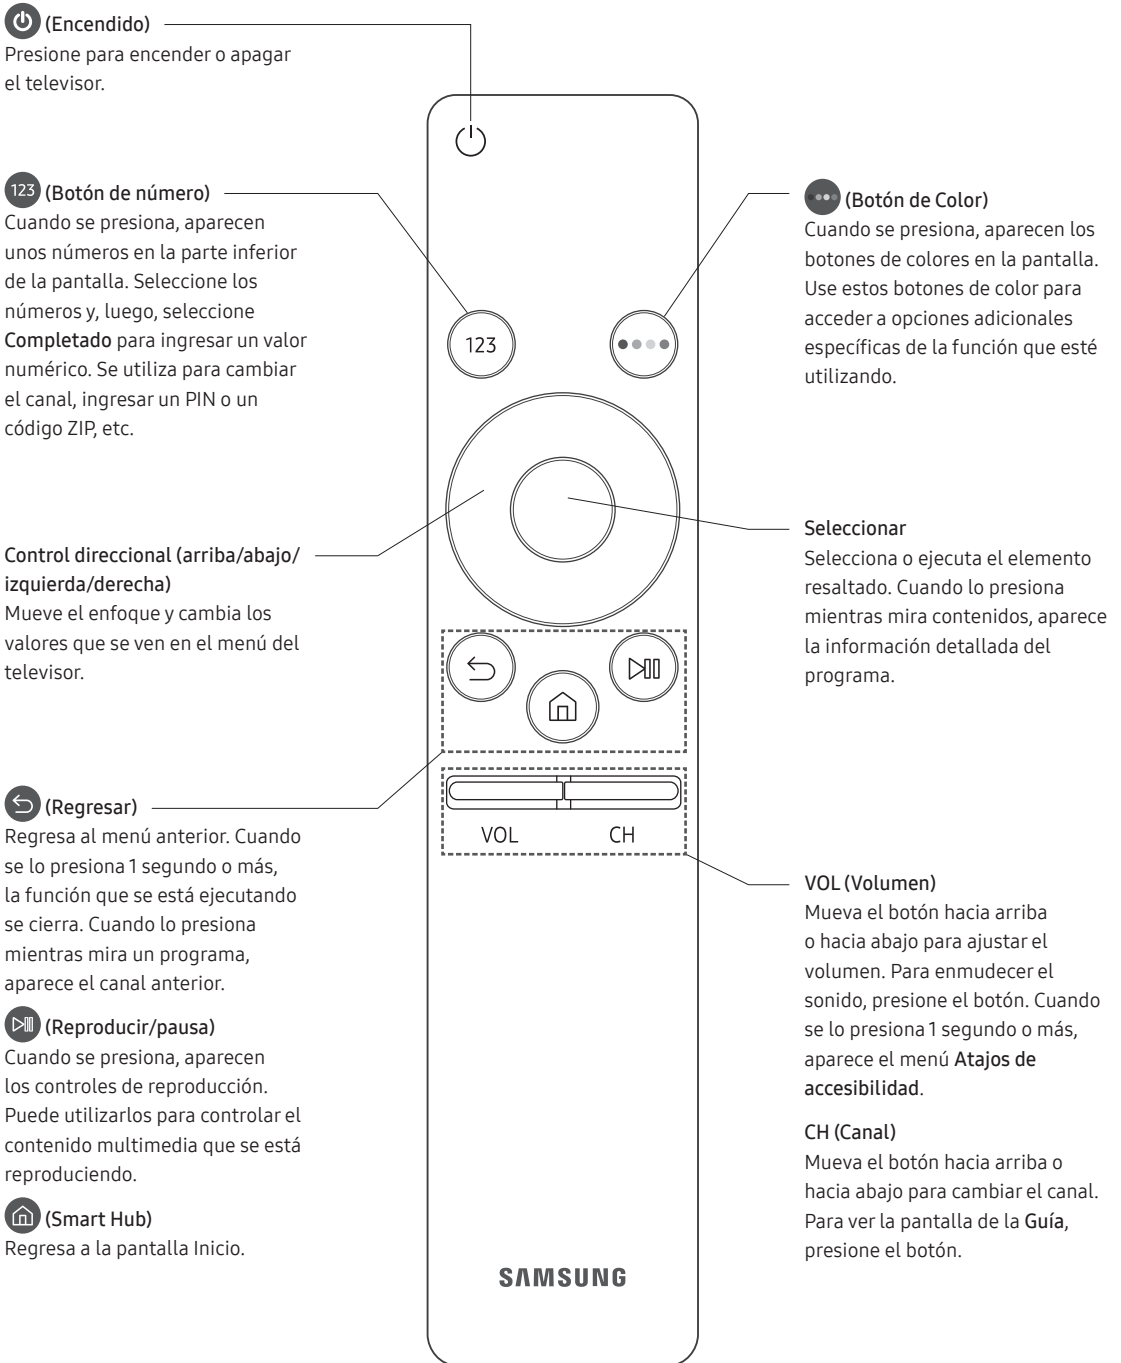 (Encendido)
Presione para encender o apagar
el televisor.
123 (Botón de número)
Cuando se presiona, aparecen
unos números en la parte inferior
de la pantalla. Seleccione los
números y, luego, seleccione
Completado para ingresar un valor
numérico. Se utiliza para cambiar
el canal, ingresar un PIN o un
código ZIP, etc.
Control direccional (arriba/abajo/
izquierda/derecha)
Mueve el enfoque y cambia los
valores que se ven en el menú del
televisor.
(Regresar)
Regresa al menú anterior. Cuando
se lo presiona 1 segundo o más,
la función que se está ejecutando
se cierra. Cuando lo presiona
mientras mira un programa,
aparece el canal anterior.
(Reproducir/pausa)
Cuando se presiona, aparecen
los controles de reproducción.
Puede utilizarlos para controlar el
contenido multimedia que se está
reproduciendo.
(Smart Hub)
Regresa a la pantalla Inicio.
123
VOL CH
SAMSUNG
(Botón de Color)
Cuando se presiona, aparecen los
botones de colores en la pantalla.
Use estos botones de color para
acceder a opciones adicionales
específicas de la función que esté
utilizando.
Seleccionar
Selecciona o ejecuta el elemento
resaltado. Cuando lo presiona
mientras mira contenidos, aparece
la información detallada del
programa.
VOL (Volumen)
Mueva el botón hacia arriba
o hacia abajo para ajustar el
volumen. Para enmudecer el
sonido, presione el botón. Cuando
se lo presiona 1 segundo o más,
aparece el menú Atajos de
accesibilidad.
CH (Canal)
Mueva el botón hacia arriba o
hacia abajo para cambiar el canal.
Para ver la pantalla de la Guía,
presione el botón.